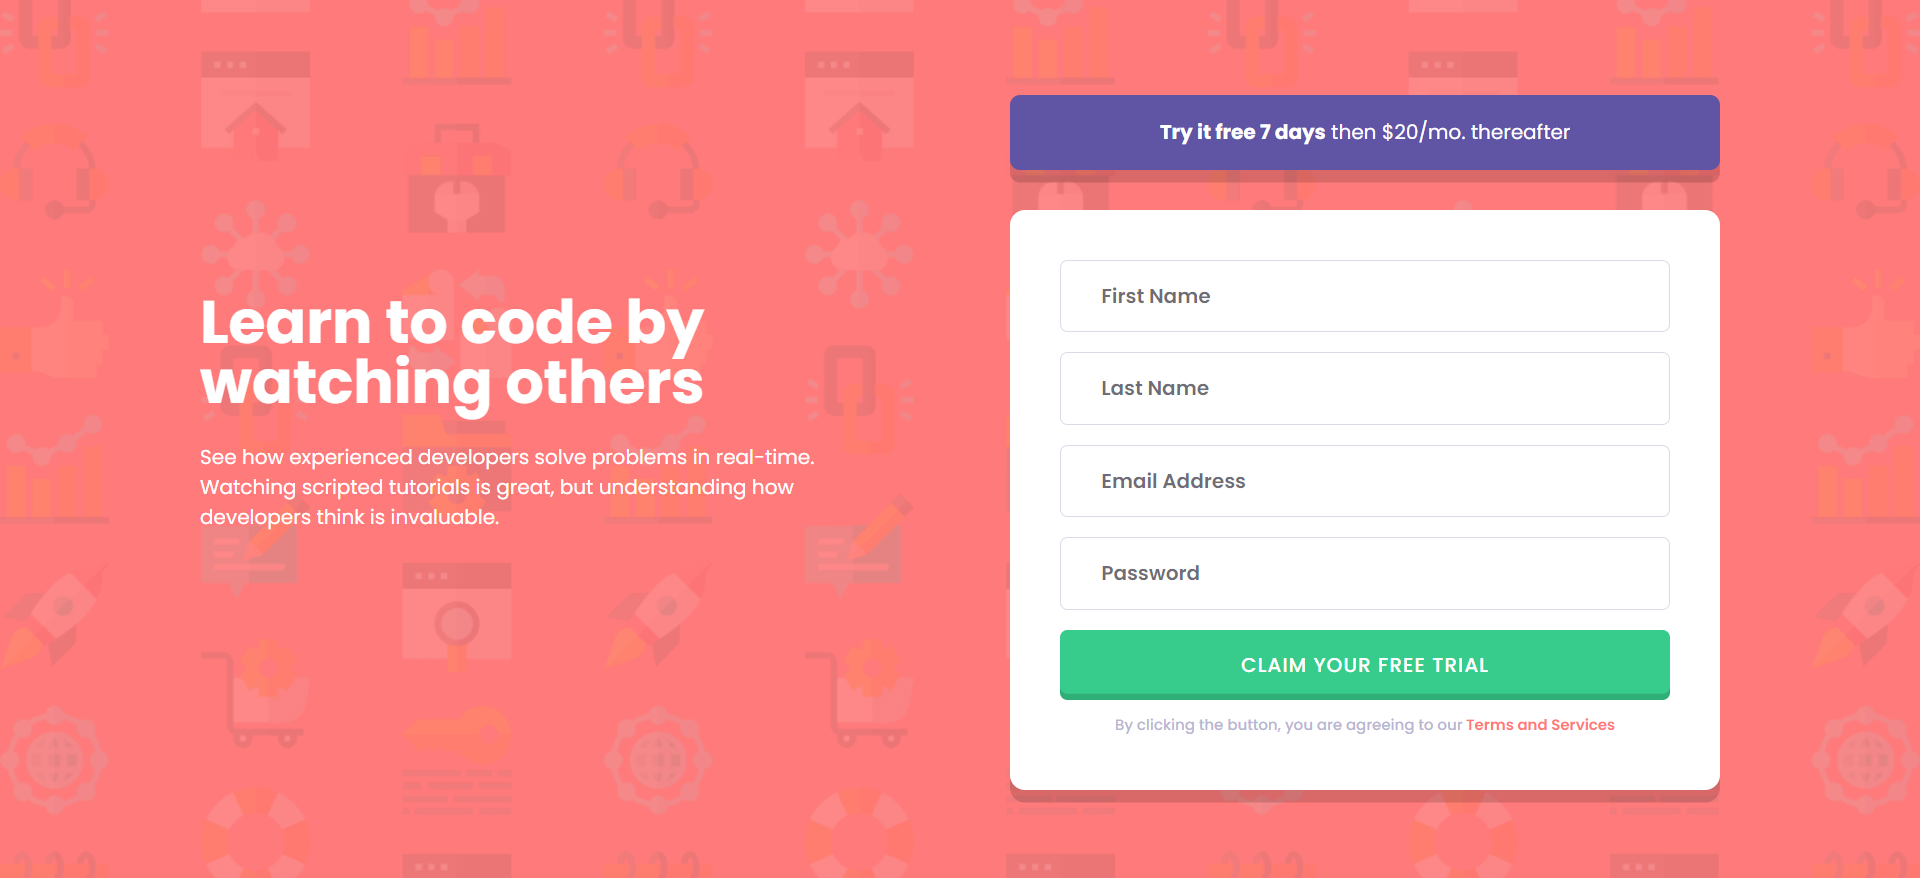 Learn to code by
watching others
See how experienced developers solve problems in real-time.
Watching scripted tutorials is great, but understanding how
developers think is invaluable.
Try it free 7 days then $20/mo. thereafter
First Name
Last Name
Email Address
Password
CLAIM YOUR FREE TRIAL
By clicking the button, you are agreeing to our Terms and Services